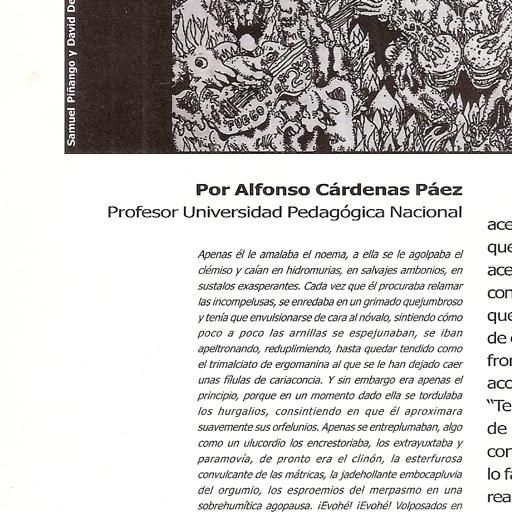 Samuel Piñango y David De
FUEGO
Por Alfonso Cárdenas Páez
Profesor Universidad Pedagógica Nacional
Apenas él le amalaba el noema, a ella se le agolpaba el
clémiso y caían en hidromurias, en salvajes ambonios, en
sustalos exasperantes. Cada vez que él procuraba relamar
las incompelusas, se enredaba en un grimado quejumbroso
y tenía que envulsionarse de cara al nóvalo, sintiendo cómo
poco a poco las arnillas se espejunaban, se iban
apeltronando, reduplimiendo, hasta quedar tendido como
el trimalciato de ergomanina al que se le han dejado caer
unas fílulas de cariaconcia. Y sin embargo era apenas el
principio, porque en un momento dado ella se tordulaba
los hurgalios, consintiendo en que él aproximara
suavemente sus orfelunios. Apenas se entreplumaban, algo
como un ulucordio los encrestoriaba, los extrayuxtaba y
paramovía, de pronto era el clinón, la esterfurosa
convulcante de las mátricas, la jadehollante embocapluvia
del orgumio, los esproemios del merpasmo en una
sobrehumítica agopausa. ¡Evohé! ¡Evohé! Volposados en
ace
que
ace
con
que
de
fron
aco
"Te
de
con
lo fa
rea